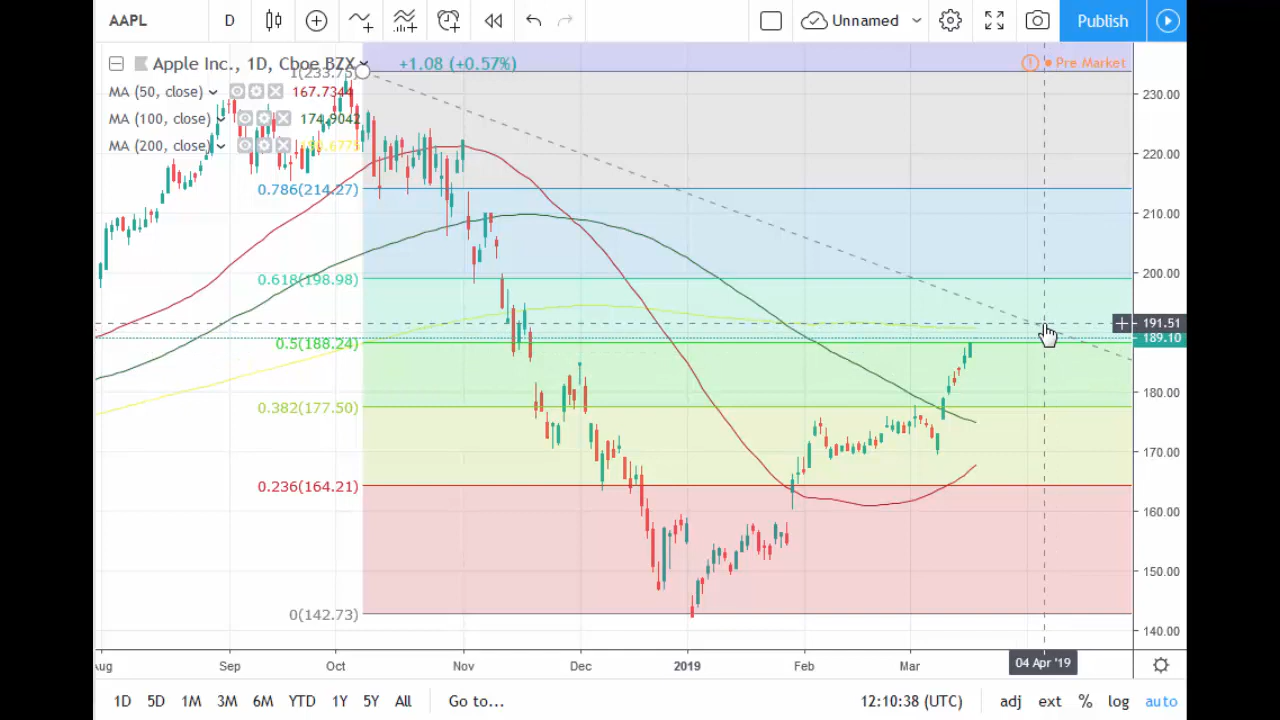 AAPL D Unnamed Publish
Apple Inc., 1D, Cboe BZX +1.08 (+0.57%) Pre Market
1(233.75)
MA (50, close) 167.7344
MA (100, close) 174.9042
MA (200, close)
230.00
220.00
0.786(214.27)
210.00
0.618(198.98)
200.00
191.51
189.10
0.5(188.24)
180.00
0.382(177.50)
170.00
0.236(164.21)
160.00
150.00
0(142.73)
140.00
Aug Sep Oct Nov Dec 2019 Feb Mar 04 Apr '19
1D 5D 1M 3M 6M YTD 1Y 5Y All Go to... 12:10:38 (UTC) adj ext % log auto